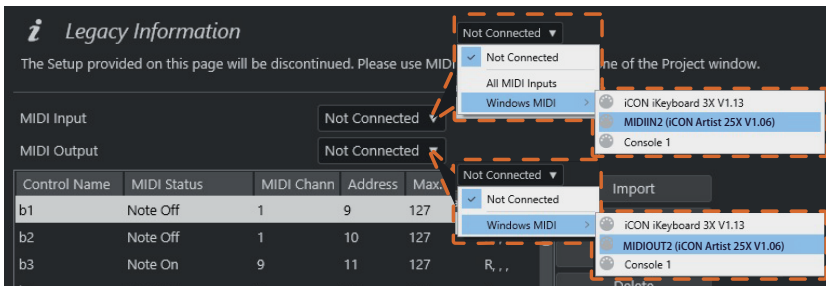 i Legacy Information
Not Connected ▼
The Setup provided on this page will be discontinued. Please use MIDI
me of the Project window.
✓ Not Connected
All MIDI Inputs
Windows MIDI >
iCON iKeyboard 3X V1.13
MIDIIN2 (iCON Artist 25X V1.06)
Console 1
MIDI Input Not Connected ▼
MIDI Output Not Connected ▼
Not Connected ▼
✓ Not Connected
Windows MIDI >
iCON iKeyboard 3X V1.13
MIDIOUT2 (iCON Artist 25X V1.06)
Console 1
Control Name MIDI Status MIDI Chann Address Max.
Import
b1 Note Off 1 9 127
b2 Note Off 1 10 127
b3 Note On 9 11 127 R, , ,
Delete